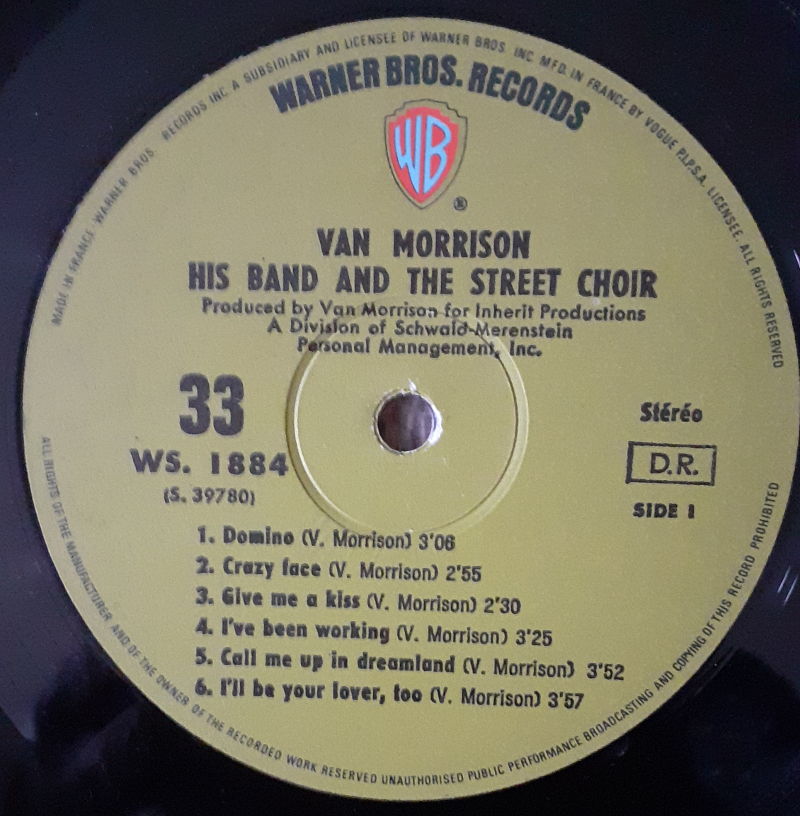 MADE IN FRANCE WARNER BROS. RECORDS INC. A SUBSIDIARY AND LICENSEE OF WARNER BROS. INC MFD. IN FRANCE BY VOGUE P.I.P.S.A. LICENSEE. ALL RIGHTS RESERVED
WARNER BROS. RECORDS
WB
®
VAN MORRISON
HIS BAND AND THE STREET CHOIR
Produced by Van Morrison for Inherit Productions
A Division of Schwaid-Merenstein
Personal Management, Inc.
33
Stéréo
WS. 1884
D.R.
(S. 39780)
SIDE 1
1. Domino (V. Morrison) 3'06
2. Crazy face (V. Morrison) 2'55
3. Give me a kiss (V. Morrison) 2'30
4. I've been working (V. Morrison) 3'25
5. Call me up in dreamland (V. Morrison) 3'52
6. I'll be your lover, too (V. Morrison) 3'57
ALL RIGHTS OF THE MANUFACTURER AND OF THE OWNER OF THE RECORDED WORK RESERVED UNAUTHORISED PUBLIC PERFORMANCE BROADCASTING AND COPYING OF THIS RECORD PROHIBITED